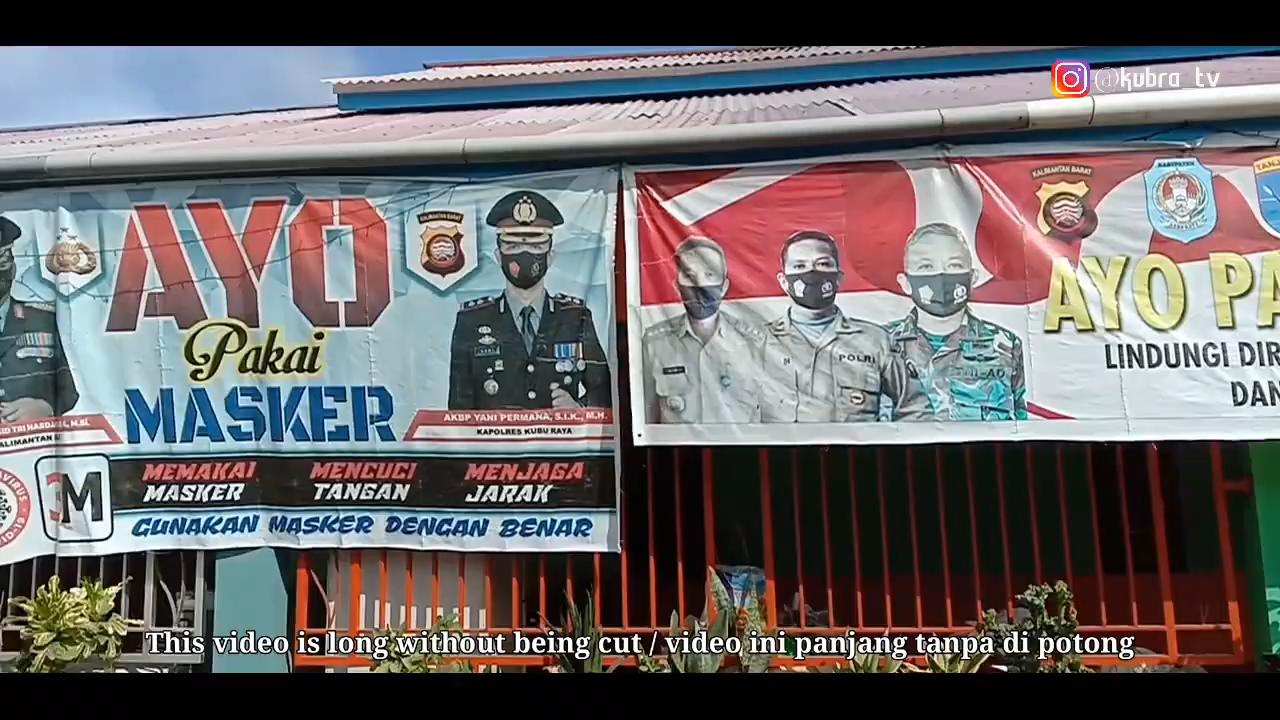 @kubra_tv
AYO
Pakai
MASKER
KALIMANTAN BARAT
AKBP YANI PERMANA, S.I.K., M.H.
KAPOLRES KUBU RAYA
3M
MEMAKAI MASKER
MENCUCI TANGAN
MENJAGA JARAK
GUNAKAN MASKER DENGAN BENAR
KALIMANTAN BARAT
KABUPATEN
POLRI
AYO PA
LINDUNGI DIR
DAN
This video is long without being cut / video ini panjang tanpa di potong